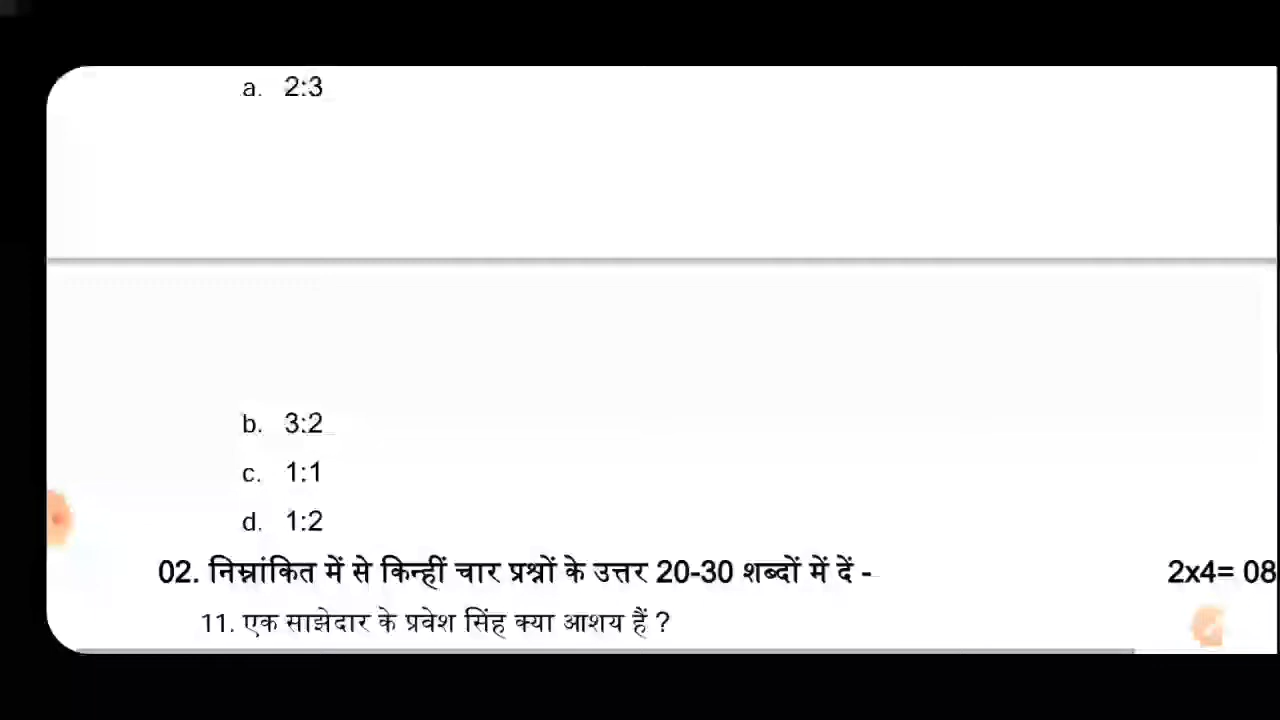 a. 2:3
b. 3:2
c. 1:1
d. 1:2
02. निम्नांकित में से किन्हीं चार प्रश्नों के उत्तर 20-30 शब्दों में दें - 2x4= 08
11. एक साझेदार के प्रवेश सिंह क्या आशय हैं ?